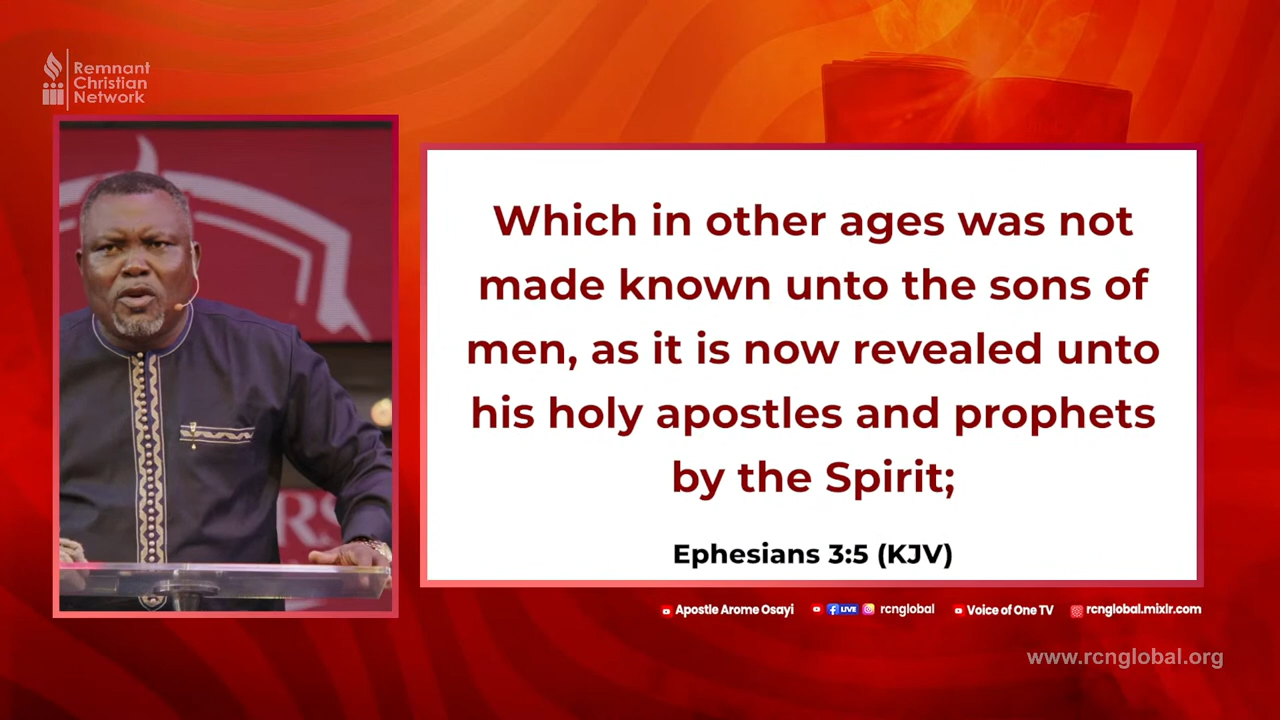 Remnant
Christian
Network
RS
Which in other ages was not
made known unto the sons of
men, as it is now revealed unto
his holy apostles and prophets
by the Spirit;
Ephesians 3:5 (KJV)
Apostle Arome Osayi
LIVE
rcnglobal
Voice of One TV
rcnglobal.mixlr.com
www.rcnglobal.org